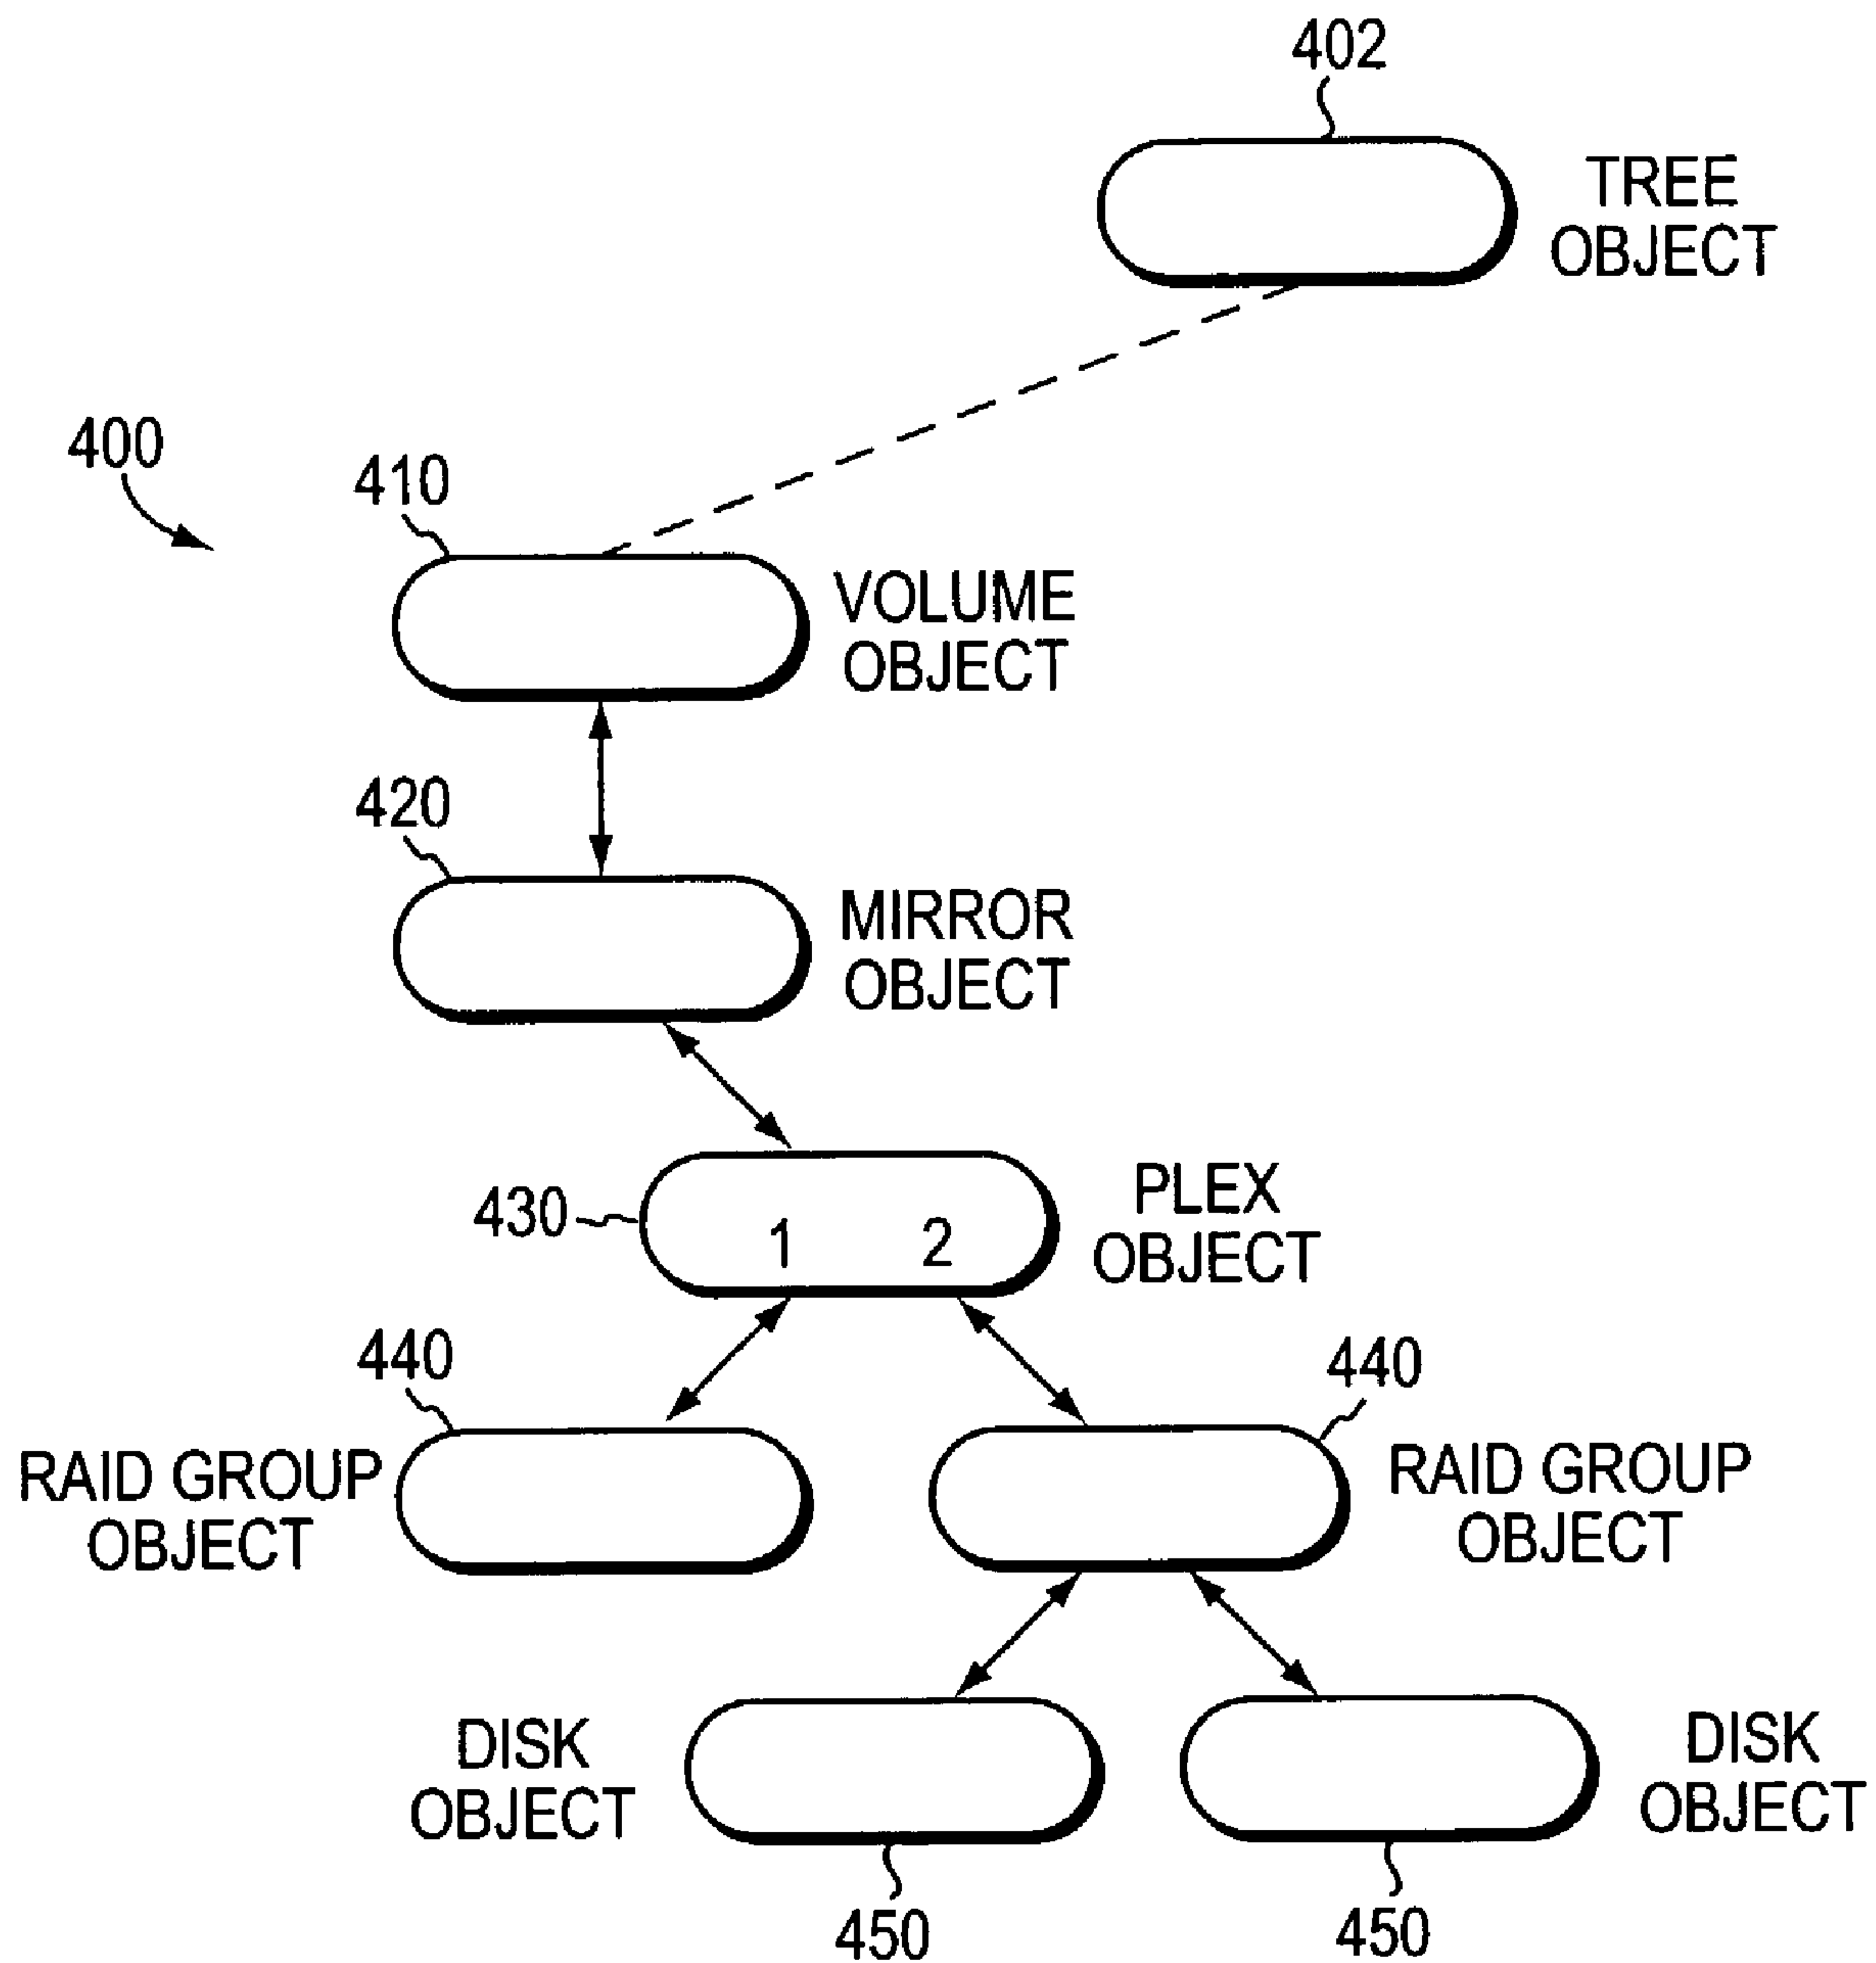 402
TREE
OBJECT
400
410
VOLUME
OBJECT
420
MIRROR
OBJECT
430
1 2
PLEX
OBJECT
440
RAID GROUP
OBJECT
440
RAID GROUP
OBJECT
DISK
OBJECT
450
DISK
OBJECT
450